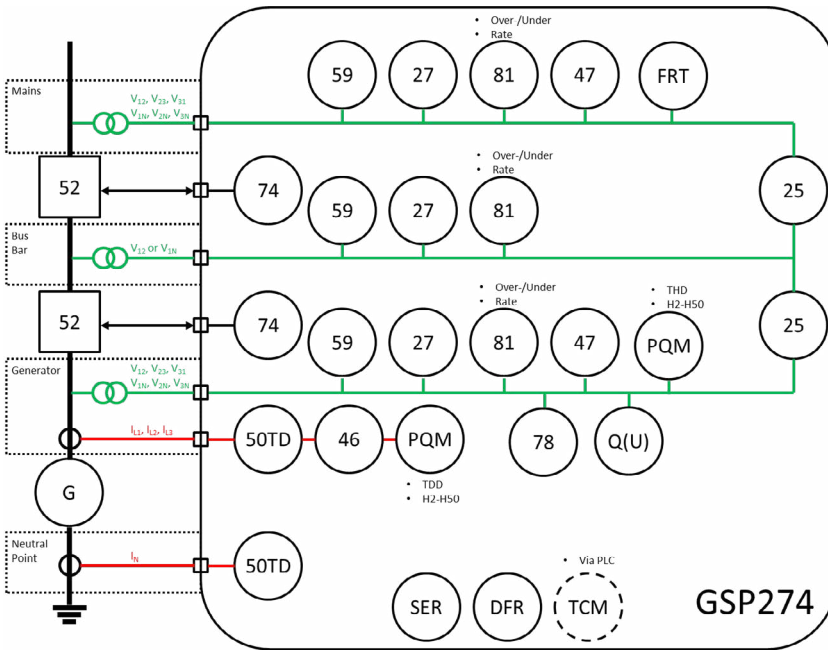 • Over-/Under
• Rate
Mains
V12, V23, V31
V1N, V2N, V3N
59
27
81
47
FRT
52
74
• Over-/Under
• Rate
59
27
81
25
Bus
Bar
V12 or V1N
52
74
• Over-/Under
• Rate
59
27
81
47
• THD
• H2-H50
PQM
25
Generator
V12, V23, V31
V1N, V2N, V3N
IL1, IL2, IL3
50TD
46
PQM
• TDD
• H2-H50
78
Q(U)
G
Neutral
Point
IN
50TD
SER
DFR
• Via PLC
TCM
GSP274